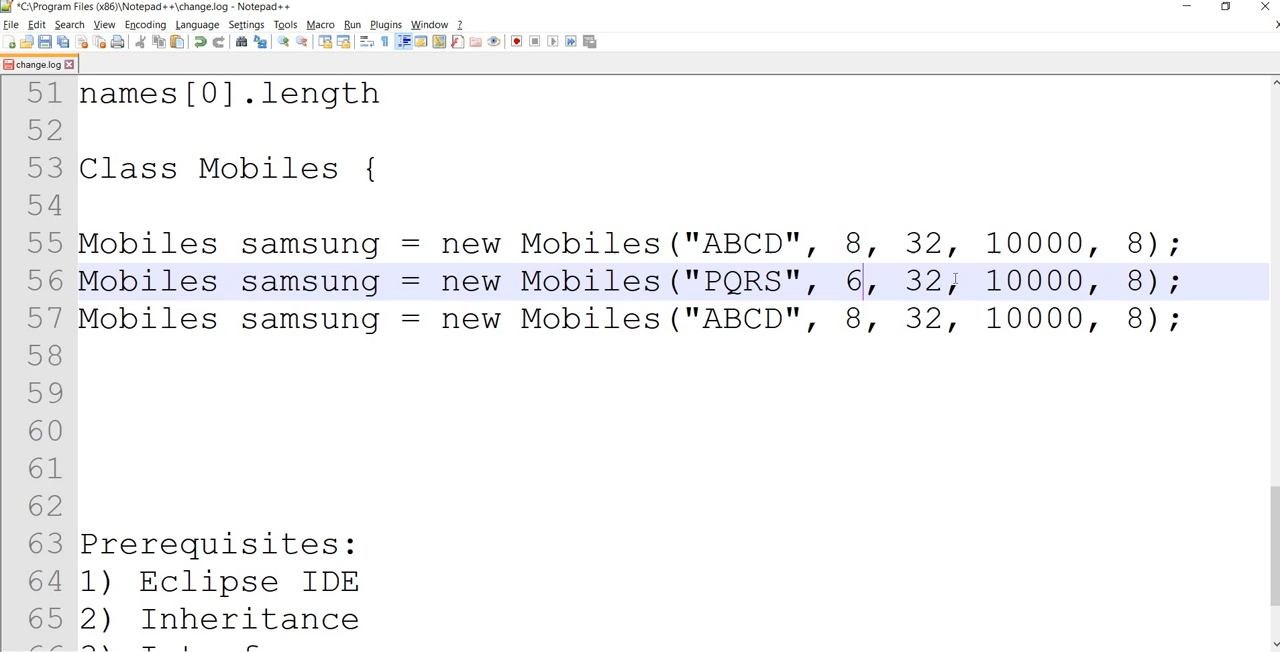 *C:\Program Files (x86)\Notepad++\change.log - Notepad++
File Edit Search View Encoding Language Settings Tools Macro Run Plugins Window ?
change.log
51 names[0].length
52
53 Class Mobiles {
54
55 Mobiles samsung = new Mobiles("ABCD", 8, 32, 10000, 8);
56 Mobiles samsung = new Mobiles("PQRS", 6, 32, 10000, 8);
57 Mobiles samsung = new Mobiles("ABCD", 8, 32, 10000, 8);
58
59
60
61
62
63 Prerequisites:
64 1) Eclipse IDE
65 2) Inheritance